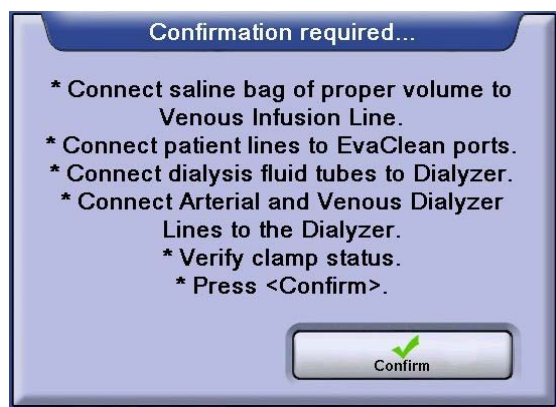 Confirmation required...
* Connect saline bag of proper volume to
Venous Infusion Line.
* Connect patient lines to EvaClean ports.
* Connect dialysis fluid tubes to Dialyzer.
* Connect Arterial and Venous Dialyzer
Lines to the Dialyzer.
* Verify clamp status.
* Press <Confirm>.
Confirm